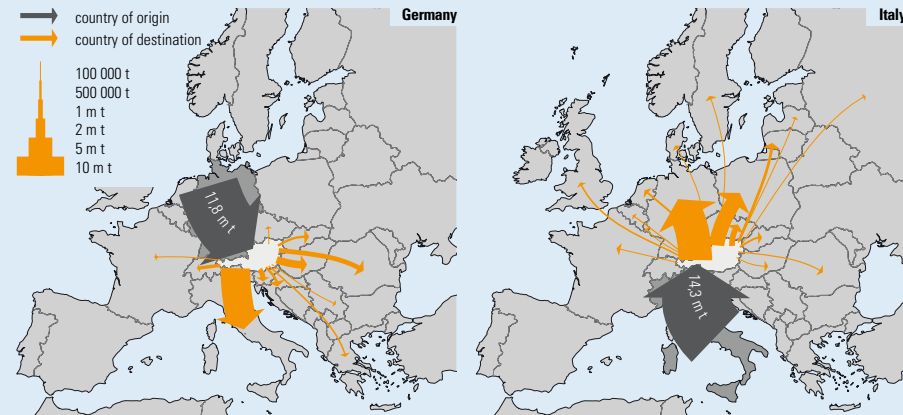 Germany
Italy
country of origin
country of destination
100 000 t
500 000 t
1 m t
2 m t
5 m t
10 m t
11.8 m t
14,3 m t